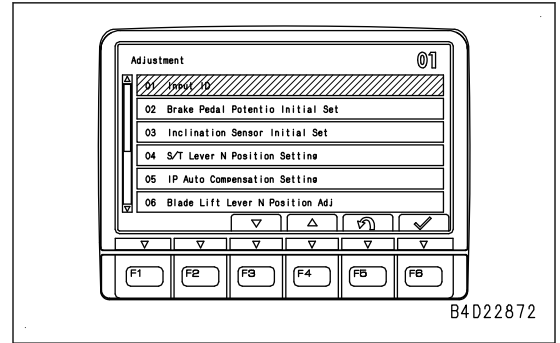 Adjustment
01
01 Input ID
02 Brake Pedal Potentio Initial Set
03 Inclination Sensor Initial Set
04 S/T Lever N Position Setting
05 IP Auto Compensation Setting
06 Blade Lift Lever N Position Adj
F1 F2 F3 F4 F5 F6
B4D22872